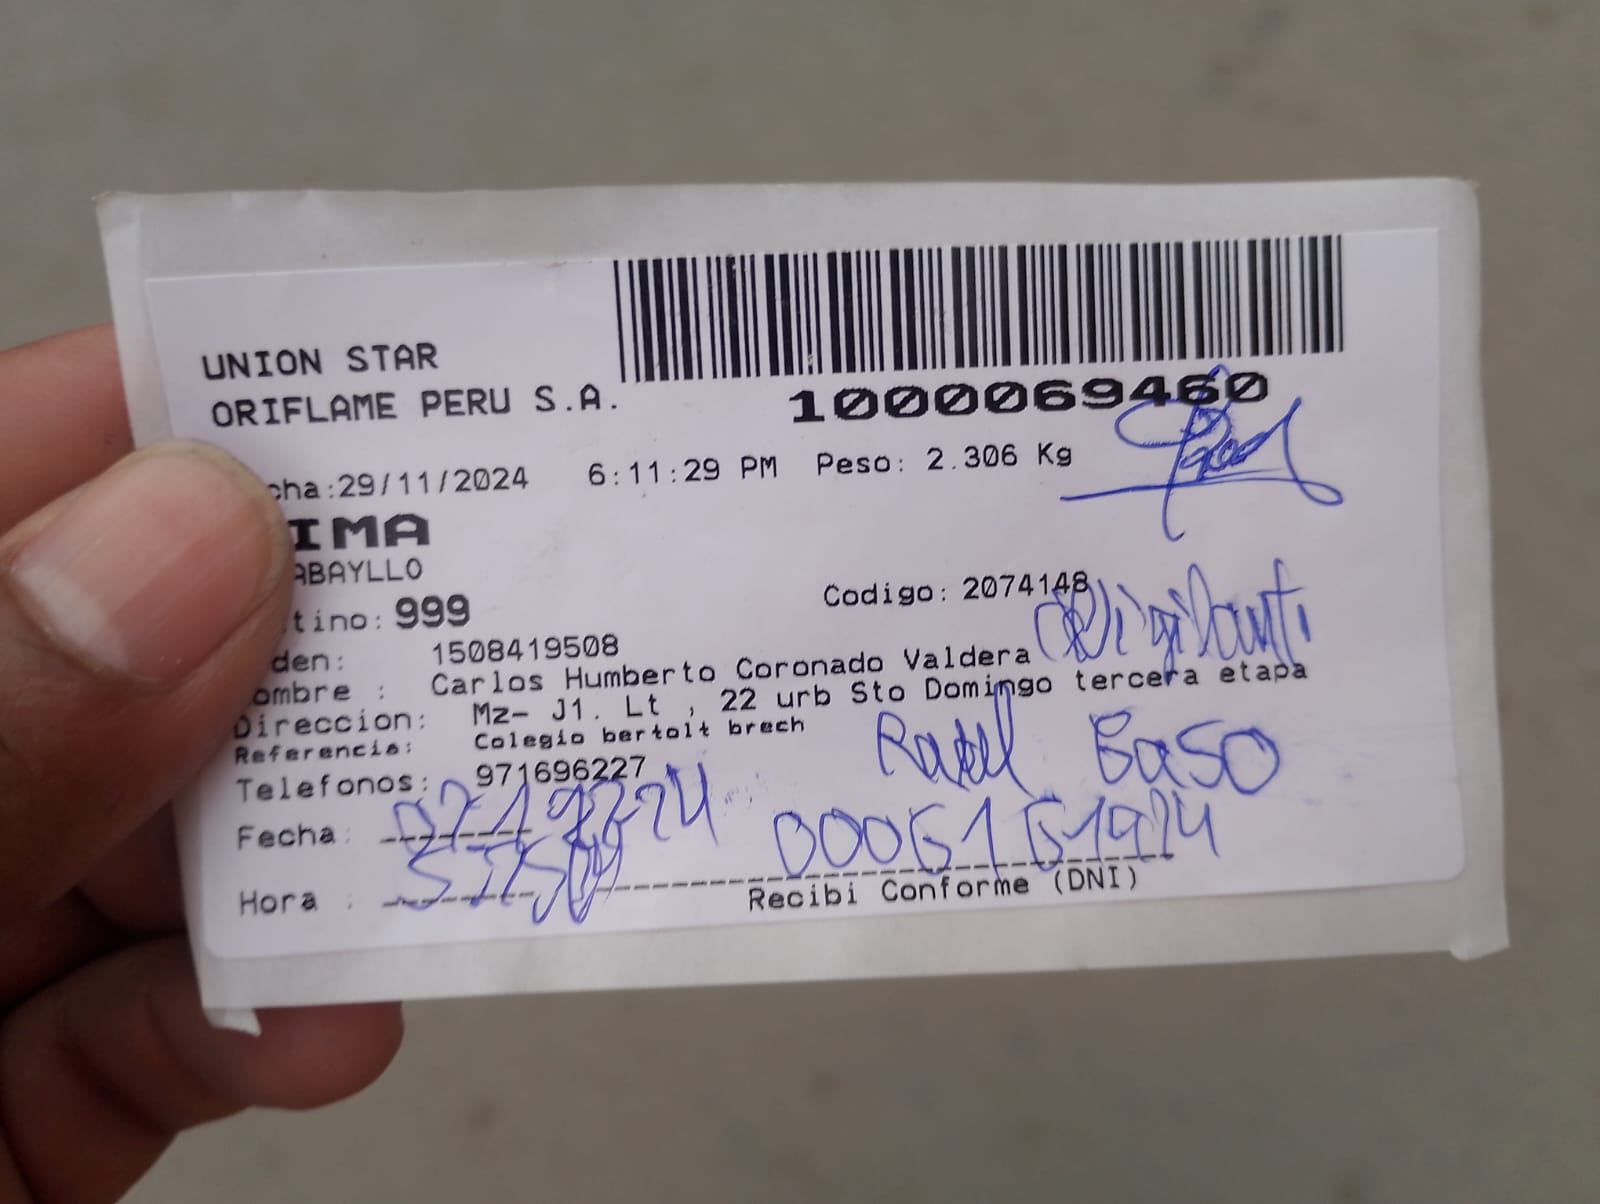 UNION STAR
ORIFLAME PERU S.A.
1000069460
cha:29/11/2024 6:11:29 PM Peso: 2.306 Kg
IMA
ABAYLLO
Codigo: 2074148
tino: 999
den: 1508419508
ombre : Carlos Humberto Coronado Valdera
Vigilanti
Direccion: Mz- J1. Lt , 22 urb Sto Domingo tercera etapa
Referencia: Colegio bertolt brech
Telefonos: 971696227
Baso
Fecha:
Hora :
Recibi Conforme (DNI)